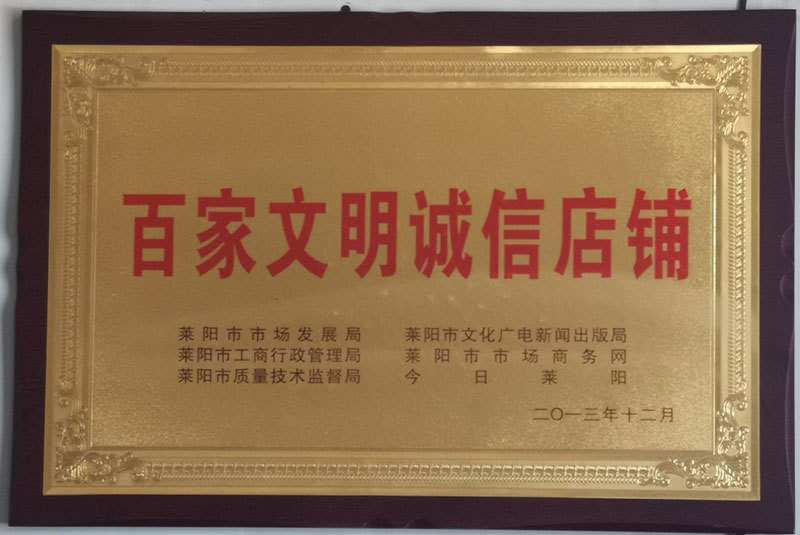 百家文明诚信店铺
莱阳市市场发展局 莱阳市文化广电新闻出版局
莱阳市工商行政管理局 莱阳市市场商务网
莱阳市质量技术监督局 今日莱阳
二〇一三年十二月